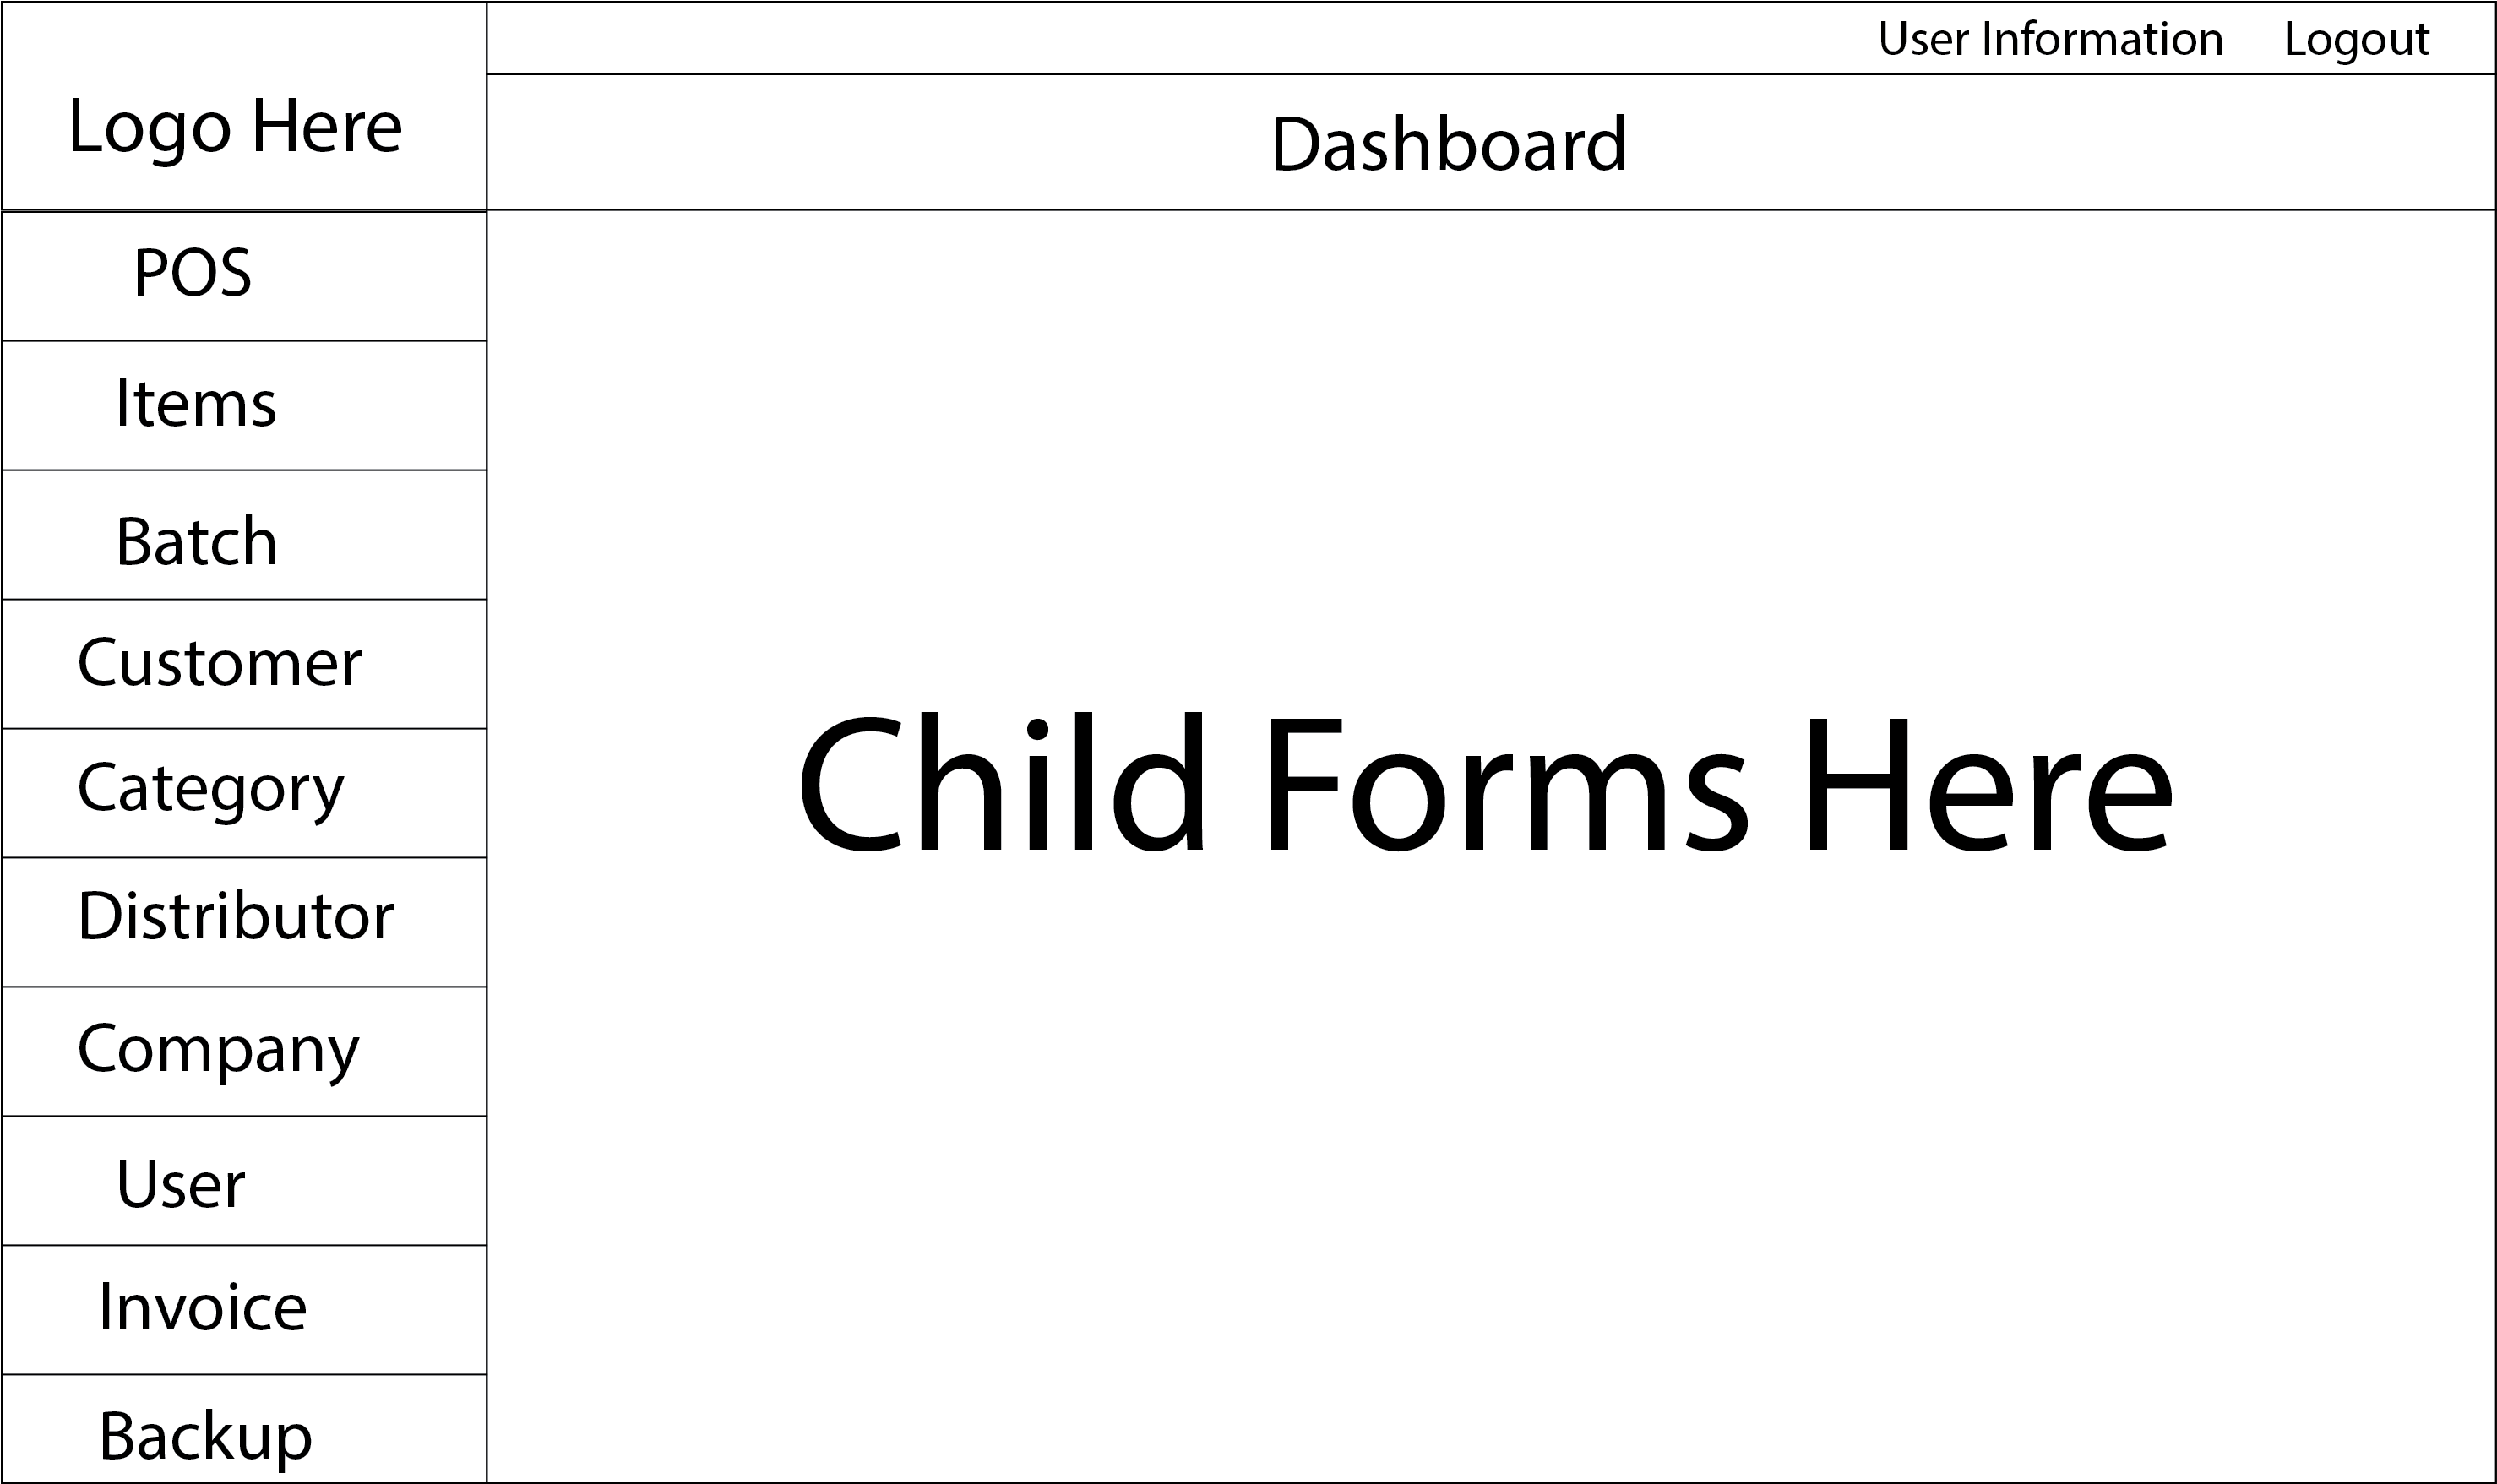 User Information Logout
Logo Here
Dashboard
POS
Items
Batch
Customer
Category
Distributor
Company
User
Invoice
Backup
Child Forms Here